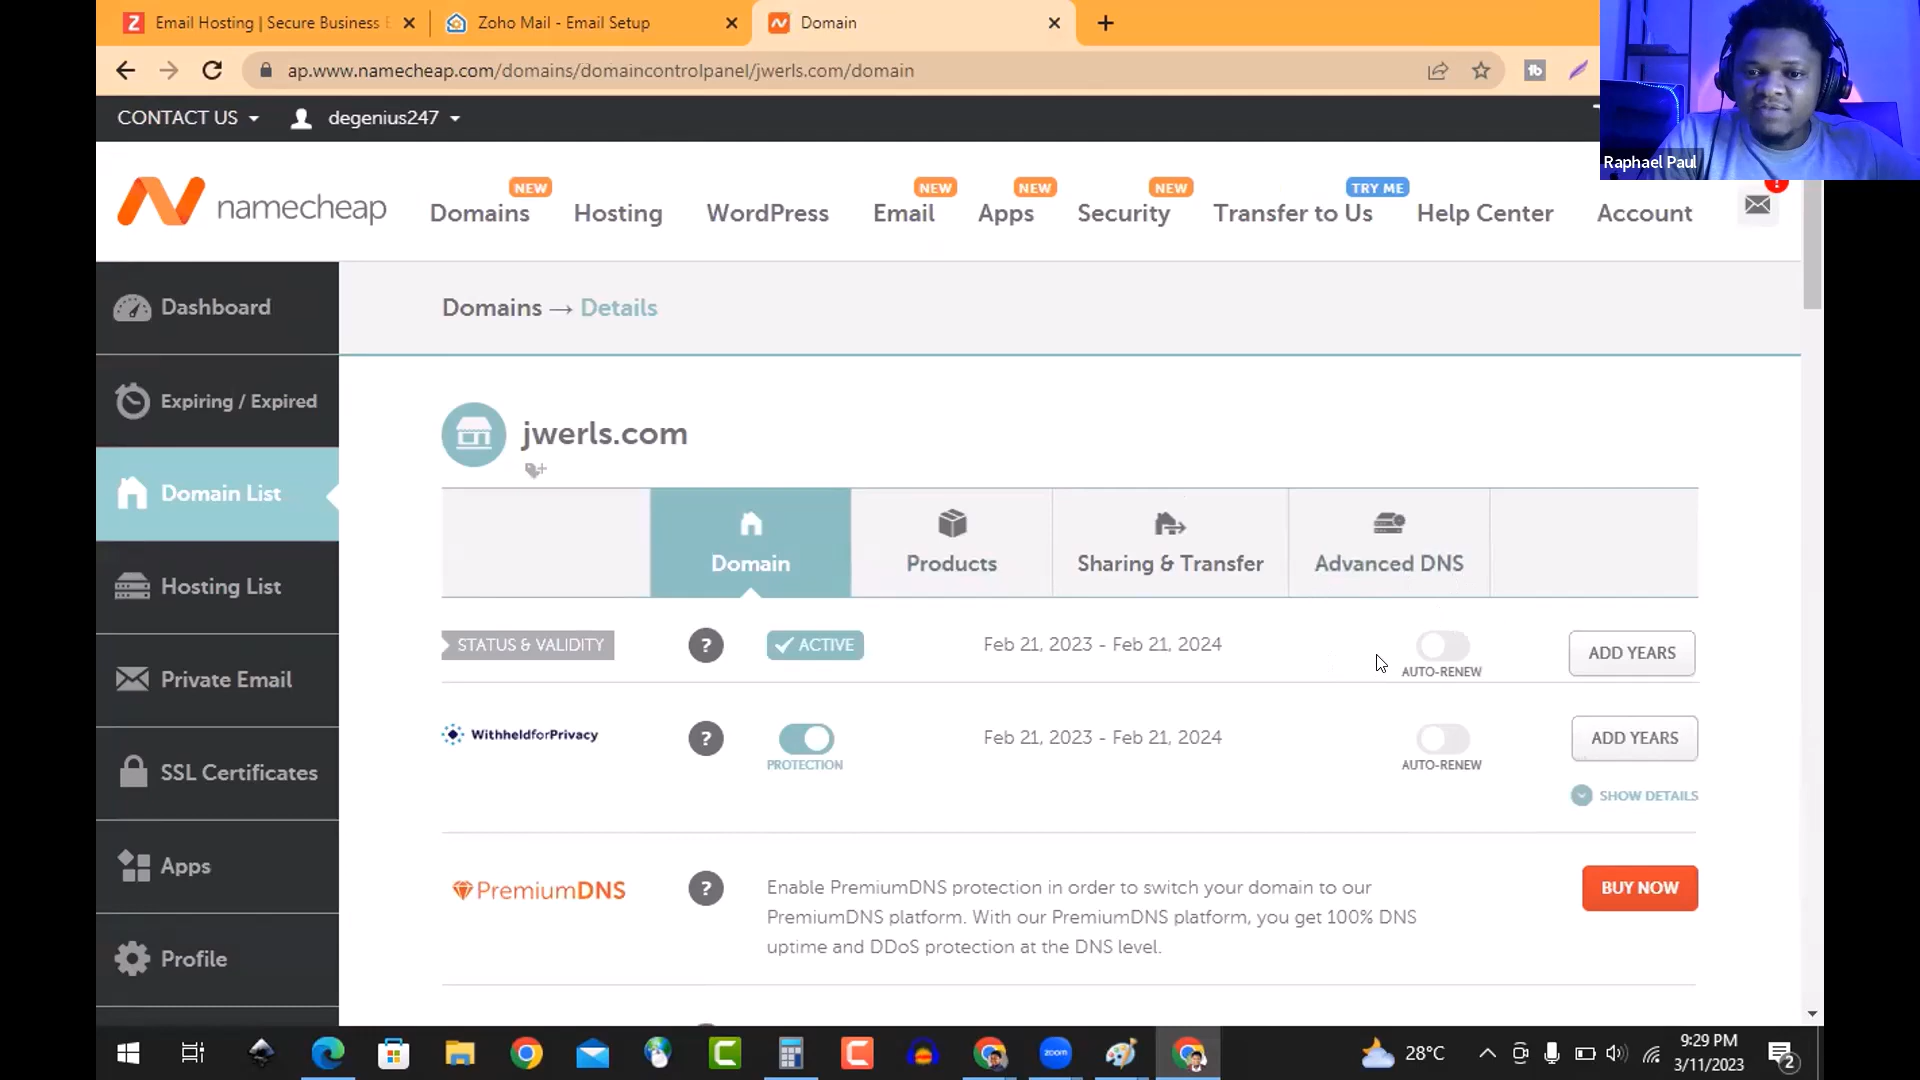 Email Hosting | Secure Business E
Zoho Mail - Email Setup
Domain
ap.www.namecheap.com/domains/domaincontrolpanel/jwerls.com/domain
CONTACT US
degenius247
Raphael Paul
namecheap
Domains NEW
Hosting
WordPress
Email NEW
Apps NEW
Security NEW
Transfer to Us TRY ME
Help Center
Account
Dashboard
Expiring / Expired
Domain List
Hosting List
Private Email
SSL Certificates
Apps
Profile
Domains → Details
jwerls.com
Domain
Products
Sharing & Transfer
Advanced DNS
STATUS & VALIDITY
?
ACTIVE
Feb 21, 2023 - Feb 21, 2024
AUTO-RENEW
ADD YEARS
WithheldforPrivacy
?
PROTECTION
Feb 21, 2023 - Feb 21, 2024
AUTO-RENEW
ADD YEARS
SHOW DETAILS
PremiumDNS
?
Enable PremiumDNS protection in order to switch your domain to our
PremiumDNS platform. With our PremiumDNS platform, you get 100% DNS
uptime and DDoS protection at the DNS level.
BUY NOW
zoom
28°C
9:29 PM
3/11/2023
2